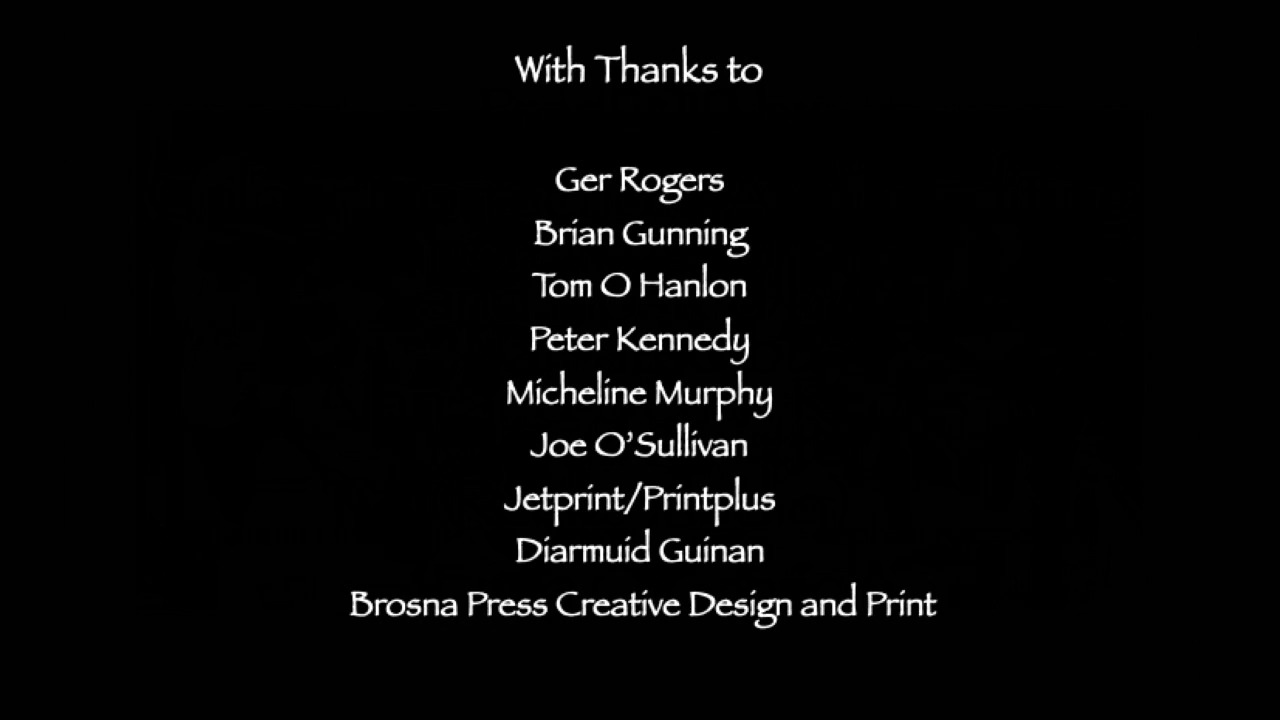 With Thanks to
Ger Rogers
Brian Gunning
Tom O Hanlon
Peter Kennedy
Micheline Murphy
Joe O'Sullivan
Jetprint/Printplus
Diarmuid Guinan
Brosna Press Creative Design and Print